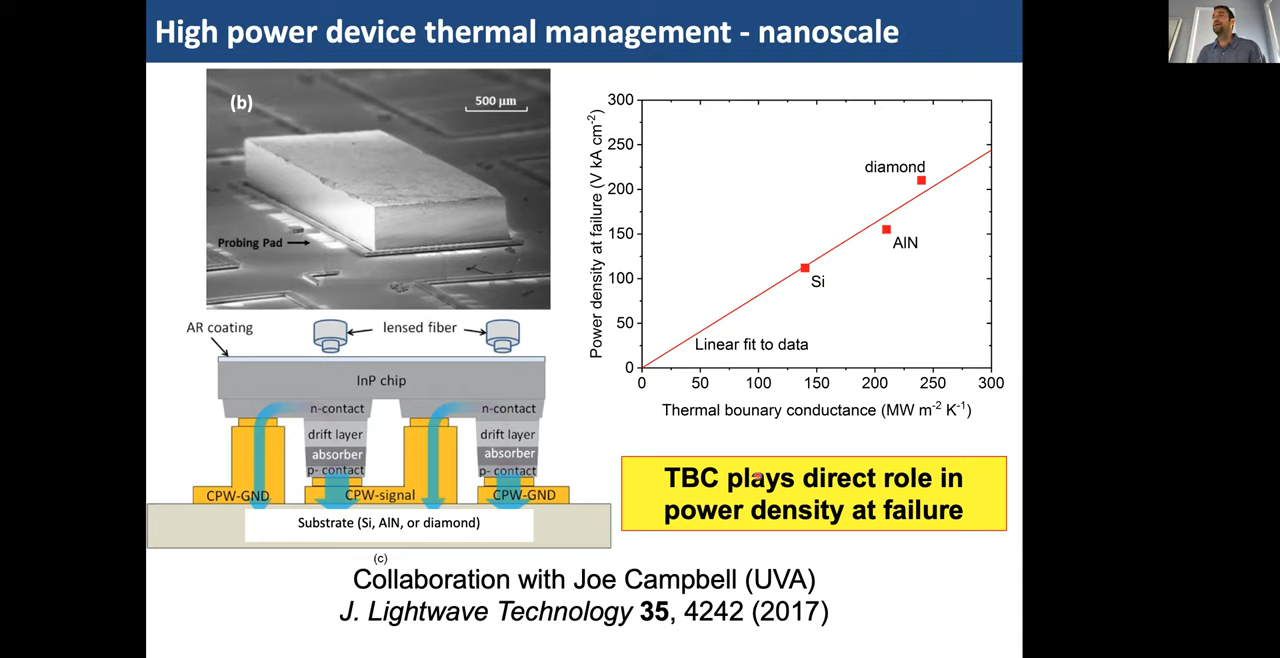 High power device thermal management - nanoscale
(b)
500 μm
Probing Pad
AR coating
lensed fiber
InP chip
n-contact
n-contact
drift layer
drift layer
absorber
absorber
p- contact
p- contact
CPW-GND
CPW-signal
CPW-GND
Substrate (Si, AlN, or diamond)
(c)
Power density at failure (V kA cm-2)
300
250
200
150
100
50
0
diamond
AlN
Si
Linear fit to data
0 50 100 150 200 250 300
Thermal bounary conductance (MW m-2 K-1)
TBC plays direct role in
power density at failure
Collaboration with Joe Campbell (UVA)
J. Lightwave Technology 35, 4242 (2017)